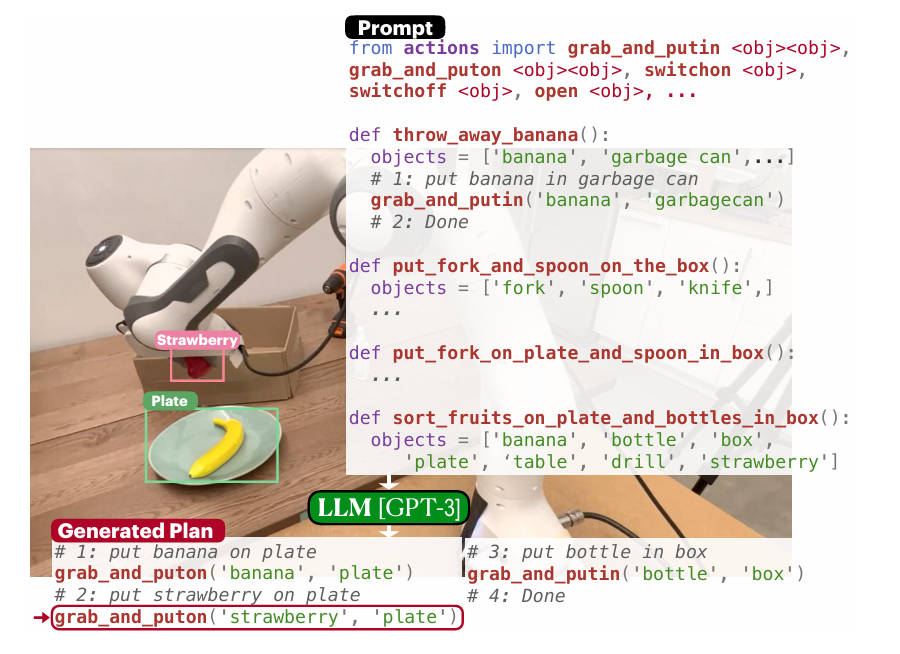 Prompt
from actions import grab_and_putin <obj><obj>,
grab_and_puton <obj><obj>, switchon <obj>,
switchoff <obj>, open <obj>, ...
def throw_away_banana():
objects = ['banana', 'garbage can',...]
# 1: put banana in garbage can
grab_and_putin('banana', 'garbagecan')
# 2: Done
def put_fork_and_spoon_on_the_box():
objects = ['fork', 'spoon', 'knife',]
...
def put_fork_on_plate_and_spoon_in_box():
...
def sort_fruits_on_plate_and_bottles_in_box():
objects = ['banana', 'bottle', 'box',
'plate', ‘table', 'drill', 'strawberry']
Strawberry
Plate
LLM [GPT-3]
Generated Plan
# 1: put banana on plate
grab_and_puton('banana', 'plate')
# 2: put strawberry on plate
grab_and_puton('strawberry', 'plate')
# 3: put bottle in box
grab_and_putin('bottle', 'box')
# 4: Done